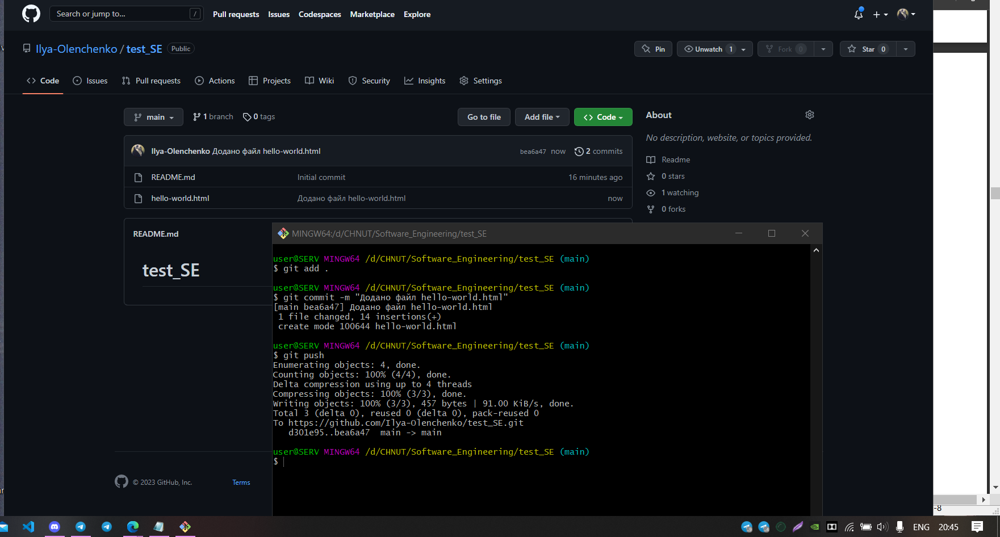 Search or jump to...
/
Pull requests
Issues
Codespaces
Marketplace
Explore
Ilya-Olenchenko / test_SE
Public
Pin
Unwatch 1
Fork 0
Star 0
Code
Issues
Pull requests
Actions
Projects
Wiki
Security
Insights
Settings
main
1 branch
0 tags
Go to file
Add file
Code
Ilya-Olenchenko Додано файл hello-world.html
bea6a47 now
2 commits
README.md
Initial commit
16 minutes ago
hello-world.html
Додано файл hello-world.html
now
README.md
test_SE
About
No description, website, or topics provided.
Readme
0 stars
1 watching
0 forks
MINGW64:/d/CHNUT/Software_Engineering/test_SE
user@SERV MINGW64 /d/CHNUT/Software_Engineering/test_SE (main)
$ git add .
user@SERV MINGW64 /d/CHNUT/Software_Engineering/test_SE (main)
$ git commit -m "Додано файл hello-world.html"
[main bea6a47] Додано файл hello-world.html
1 file changed, 14 insertions(+)
create mode 100644 hello-world.html
user@SERV MINGW64 /d/CHNUT/Software_Engineering/test_SE (main)
$ git push
Enumerating objects: 4, done.
Counting objects: 100% (4/4), done.
Delta compression using up to 4 threads
Compressing objects: 100% (3/3), done.
Writing objects: 100% (3/3), 457 bytes | 91.00 KiB/s, done.
Total 3 (delta 0), reused 0 (delta 0), pack-reused 0
To https://github.com/Ilya-Olenchenko/test_SE.git
d301e95..bea6a47 main -> main
user@SERV MINGW64 /d/CHNUT/Software_Engineering/test_SE (main)
$
© 2023 GitHub, Inc.
Terms
-8
ENG
20:45